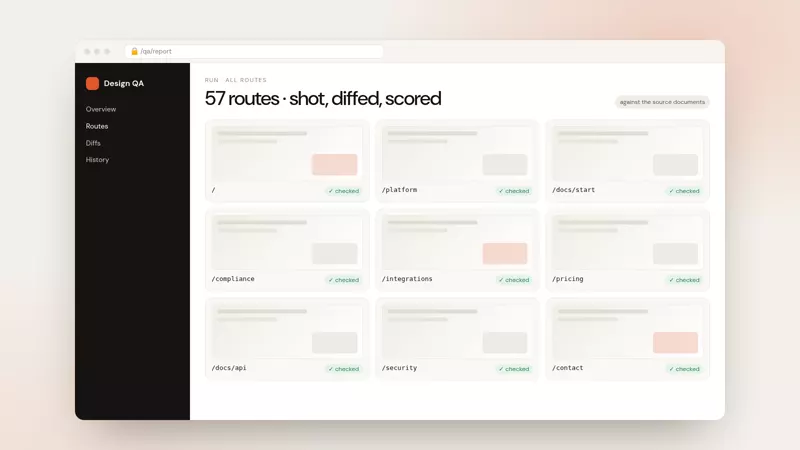 🔒 /qa/report
Design QA
Overview
Routes
Diffs
History
RUN · ALL ROUTES
57 routes · shot, diffed, scored
against the source documents
/
✓ checked
/platform
✓ checked
/docs/start
✓ checked
/compliance
✓ checked
/integrations
✓ checked
/pricing
✓ checked
/docs/api
✓ checked
/security
✓ checked
/contact
✓ checked